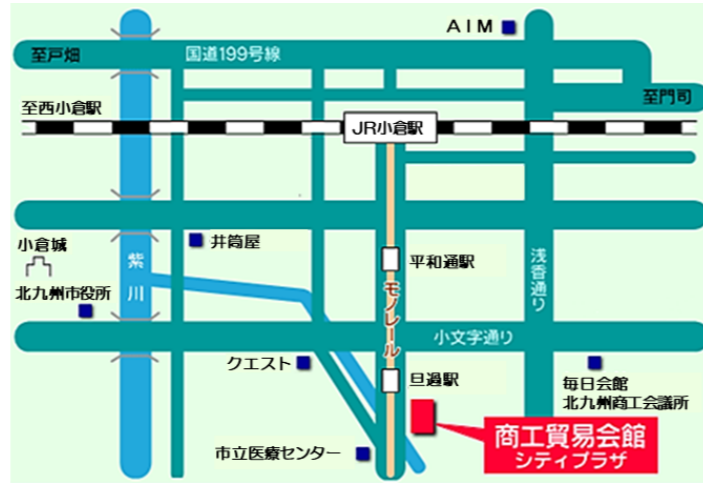 AIM
至戸畑
国道199号線
至門司
至西小倉駅
JR小倉駅
小倉城
井筒屋
平和通駅
浅香通り
紫川
北九州市役所
モノレール
小文字通り
クエスト
旦過駅
毎日会館
北九州商工会議所
商工貿易会館
シティプラザ
市立医療センター